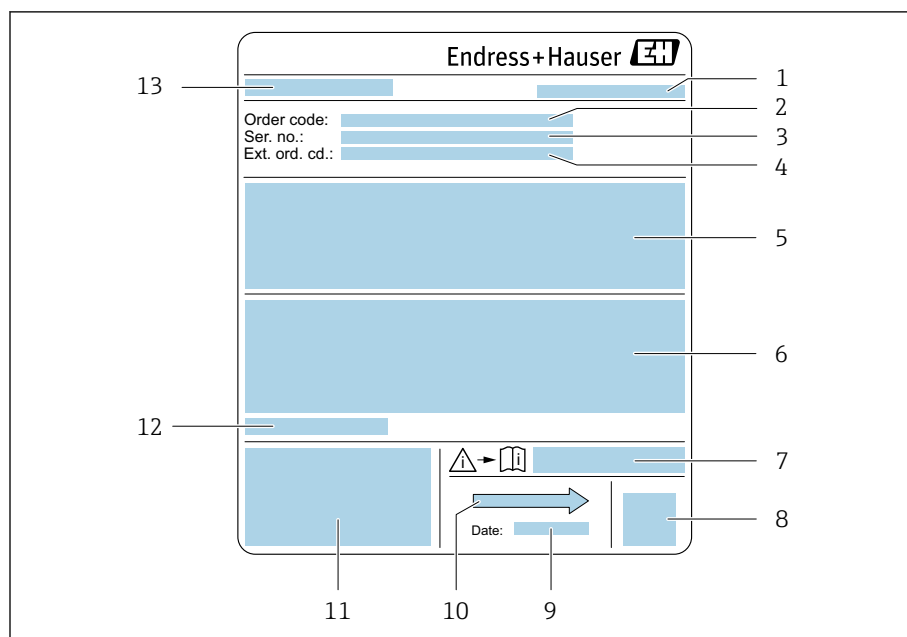 Endress+Hauser EH
13
1
2
Order code:
Ser. no.:
3
Ext. ord. cd.:
4
5
6
12
i i
7
8
Date:
11
10
9